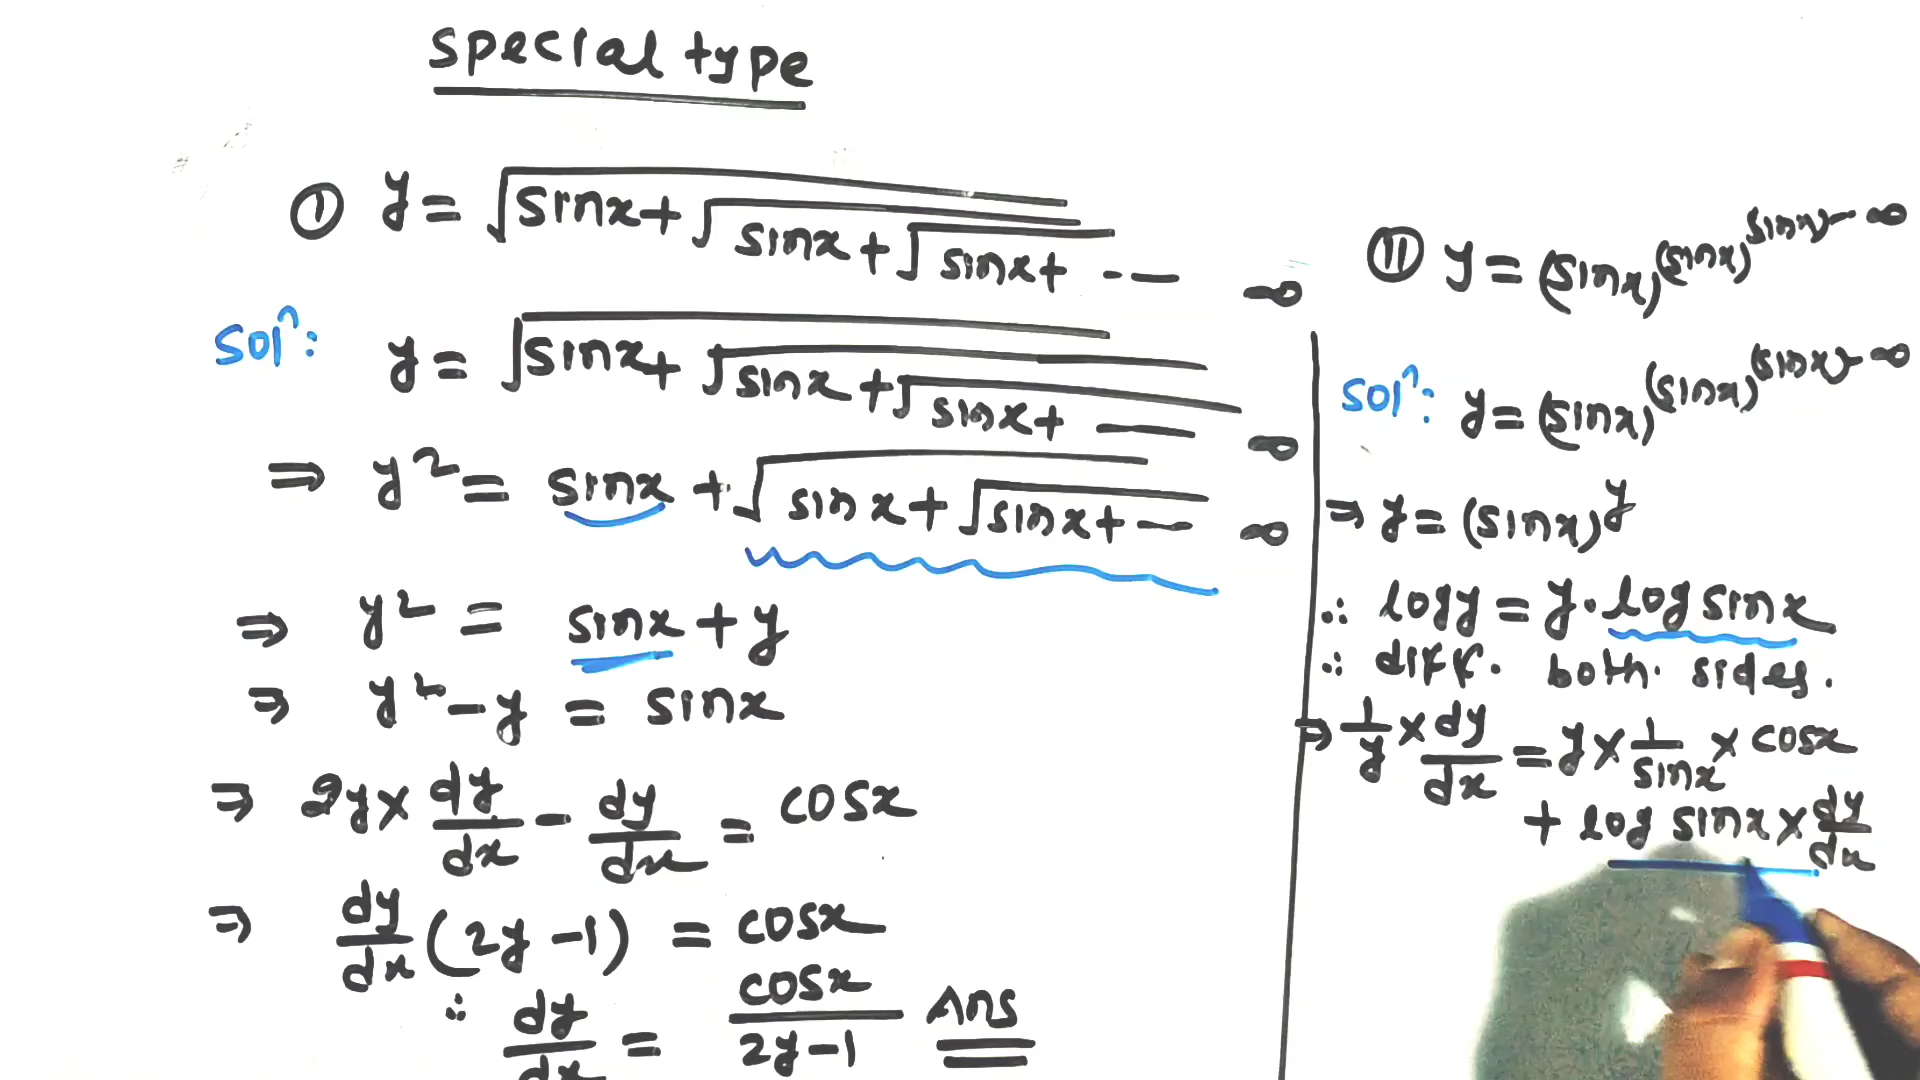 special type
① y = √sinx + √sinx + √sinx + --- ∞
Solⁿ: y = √sinx + √sinx + √sinx + --- ∞
⇒ y² = sinx + √sinx + √sinx + --- ∞
⇒ y² = sinx + y
⇒ y² - y = sinx
⇒ 2y × dy/dx - dy/dx = cosx
⇒ dy/dx (2y - 1) = cosx
∴ dy/dx = cosx/2y-1 Ans
⑪ y = (sinx)^(sinx)^(sinx)--∞
Solⁿ: y = (sinx)^(sinx)^(sinx)--∞
⇒ y = (sinx)^y
∴ logy = y · log sinx
∴ diff. both sides.
⇒ 1/y × dy/dx = y × 1/sinx × cosx
+ log sinx × dy/dx